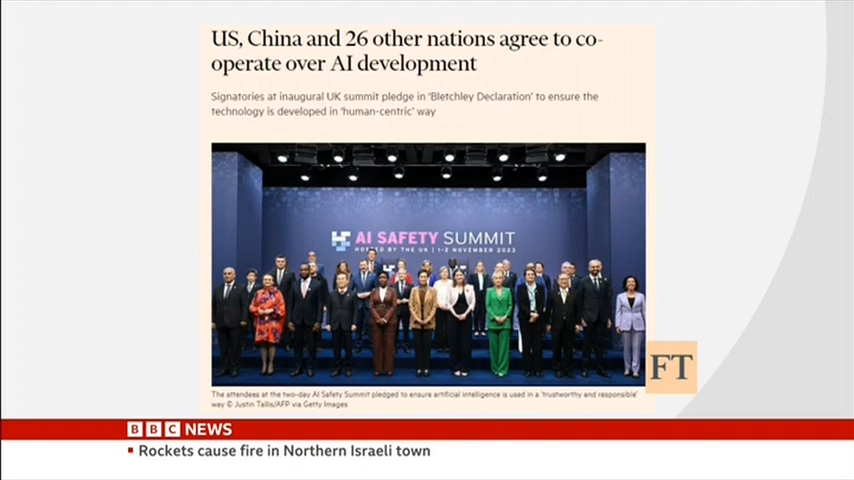 US, China and 26 other nations agree to co-
operate over AI development
Signatories at inaugural UK summit pledge in 'Bletchley Declaration' to ensure the
technology is developed in 'human-centric' way
AI SAFETY SUMMIT
HOSTED BY THE UK | 1-2 NOVEMBER 2023
FT
The attendees at the two-day AI Safety Summit pledged to ensure artificial intelligence is used in a 'trustworthy and responsible'
way © Justin Tallis/AFP via Getty Images
BBC NEWS
Rockets cause fire in Northern Israeli town